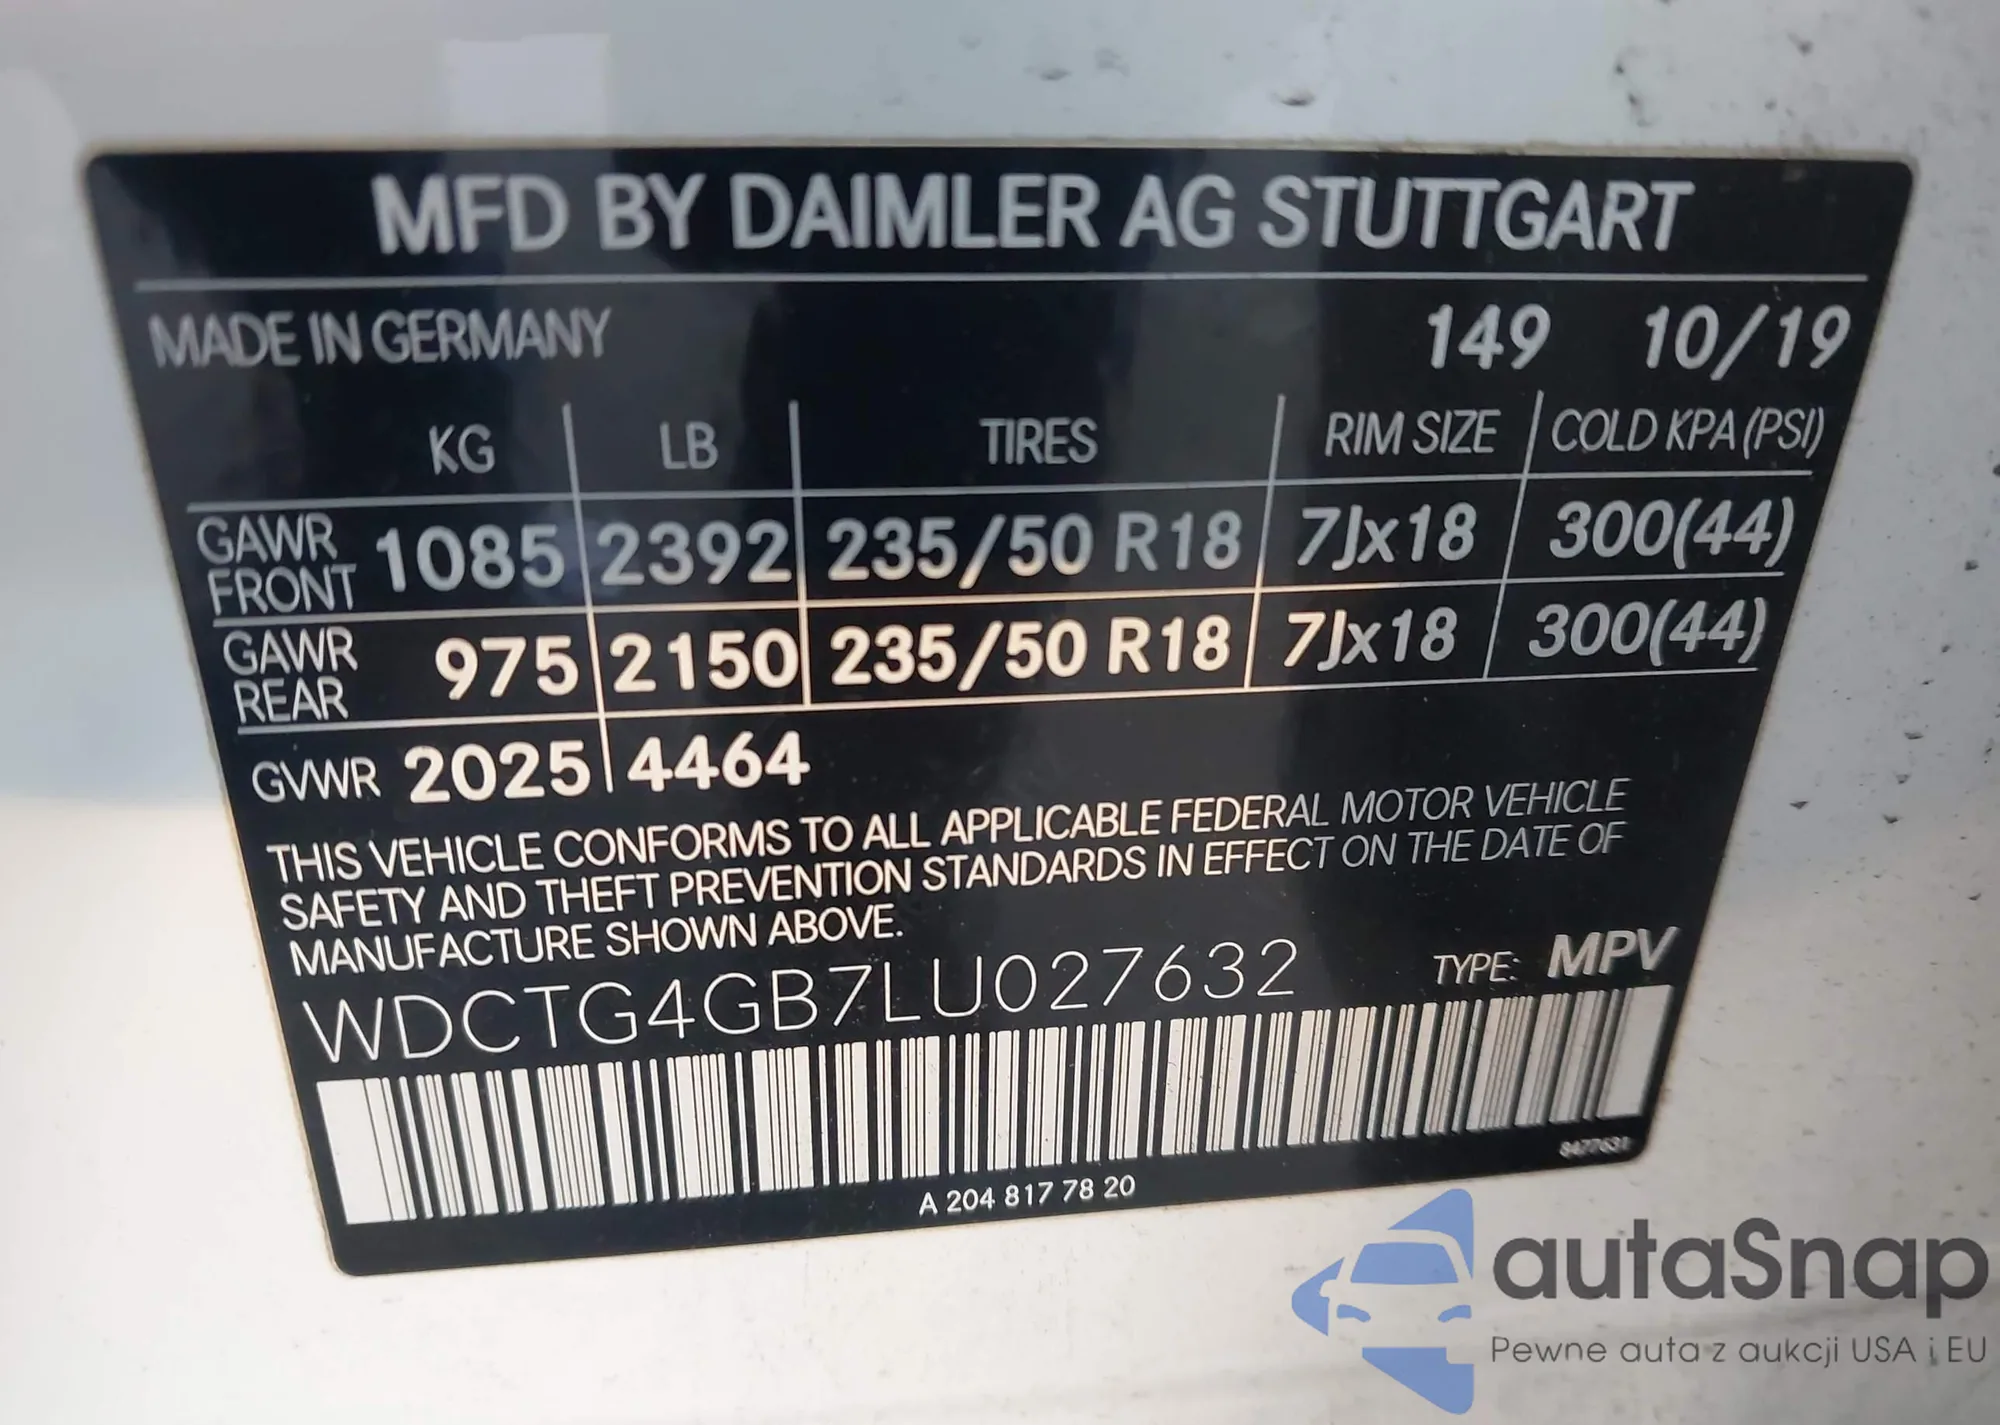 MFD BY DAIMLER AG STUTTGART
MADE IN GERMANY 149 10/19
KG LB TIRES RIM SIZE COLD KPA (PSI)
GAWR FRONT 1085 2392 235/50 R18 7Jx18 300(44)
GAWR REAR 975 2150 235/50 R18 7Jx18 300(44)
GVWR 2025 4464
THIS VEHICLE CONFORMS TO ALL APPLICABLE FEDERAL MOTOR VEHICLE
SAFETY AND THEFT PREVENTION STANDARDS IN EFFECT ON THE DATE OF
MANUFACTURE SHOWN ABOVE.
WDCTG4GB7LU027632 TYPE: MPV
8477631
A 204 817 78 20
autaSnap
Pewne auta z aukcji USA i EU